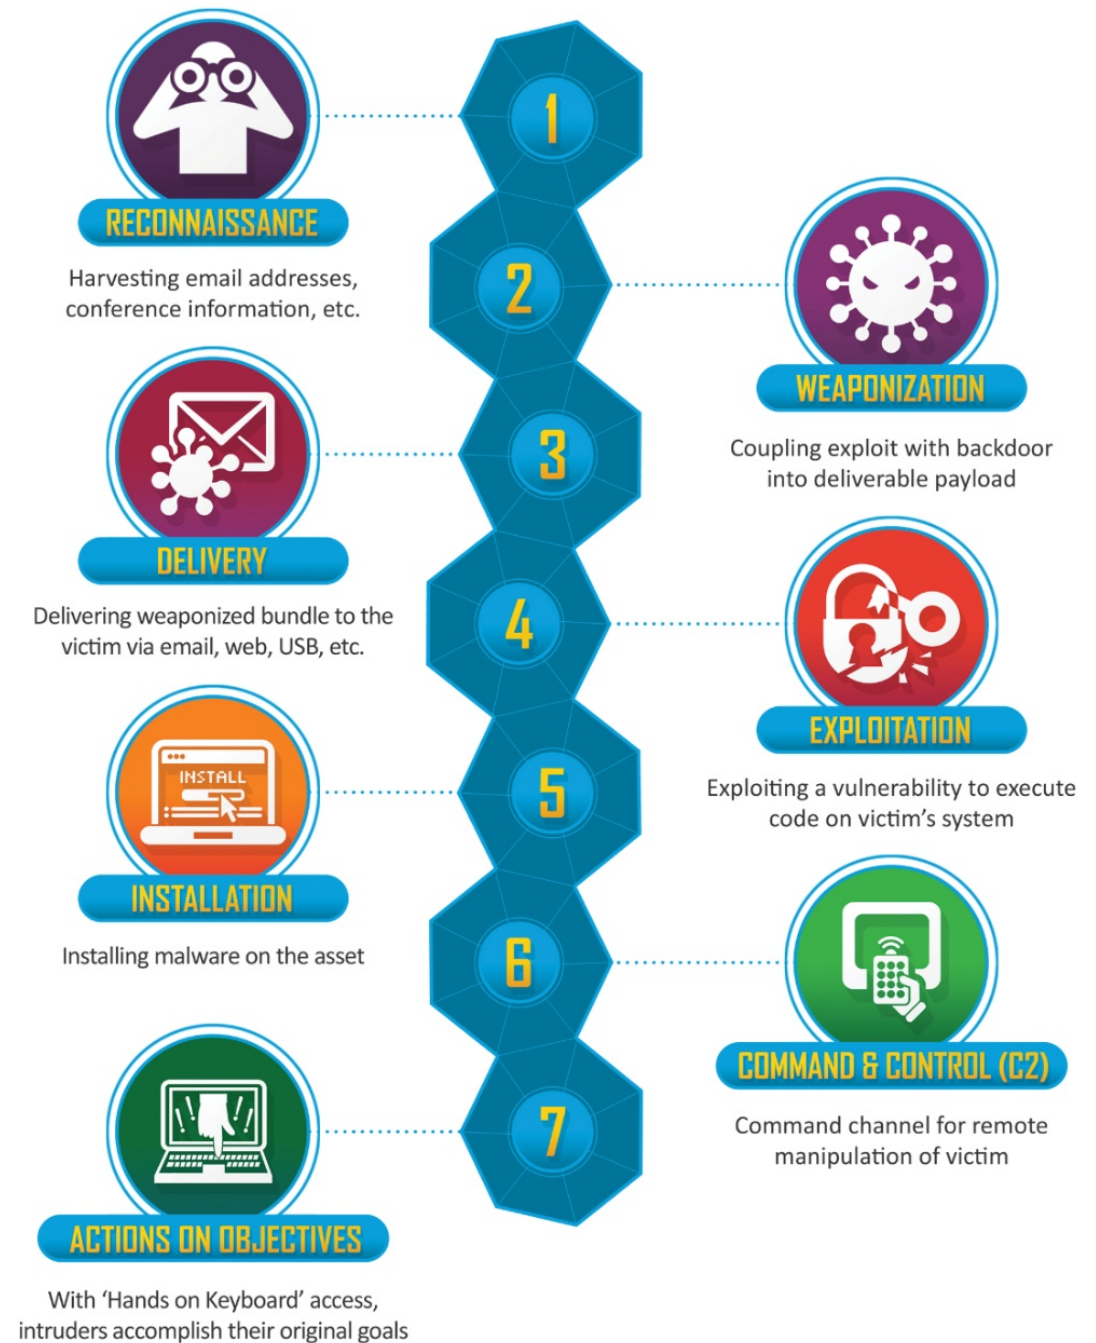 1
RECONNAISSANCE
Harvesting email addresses,
conference information, etc.
2
WEAPONIZATION
Coupling exploit with backdoor
into deliverable payload
3
DELIVERY
Delivering weaponized bundle to the
victim via email, web, USB, etc.
4
EXPLOITATION
Exploiting a vulnerability to execute
code on victim’s system
5
INSTALL
INSTALLATION
Installing malware on the asset
6
COMMAND & CONTROL (C2)
Command channel for remote
manipulation of victim
7
ACTIONS ON OBJECTIVES
With ‘Hands on Keyboard’ access,
intruders accomplish their original goals